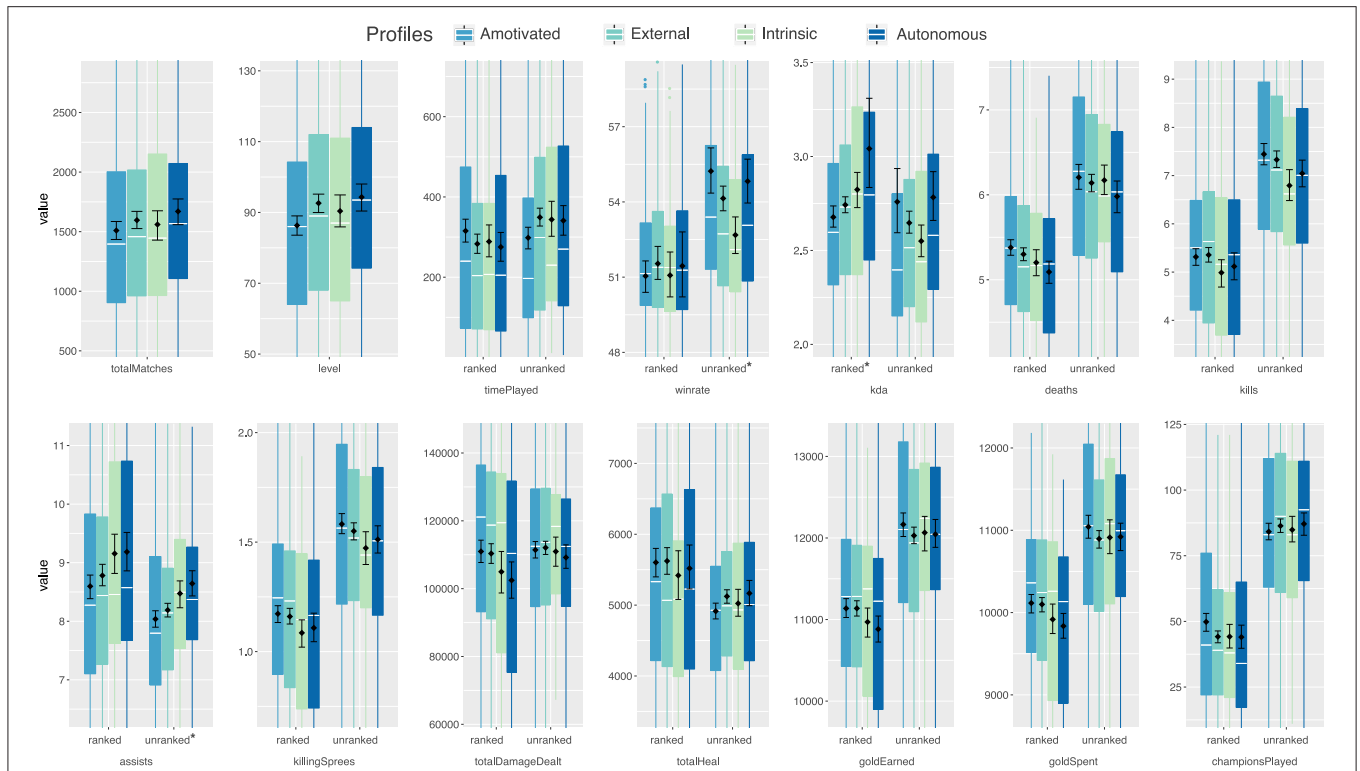 Profiles Amotivated External Intrinsic Autonomous
value
2500
2000
1500
1000
500
totalMatches
130
110
90
70
50
level
600
400
200
ranked unranked
timePlayed
57
54
51
48
ranked unranked*
winrate
3.5
3.0
2.5
2.0
ranked* unranked
kda
7
6
5
ranked unranked
deaths
9
8
7
6
5
4
ranked unranked
kills
value
11
10
9
8
7
ranked unranked*
assists
2.0
1.5
1.0
ranked unranked
killingSprees
140000
120000
100000
80000
60000
ranked unranked
totalDamageDealt
7000
6000
5000
4000
ranked unranked
totalHeal
13000
12000
11000
10000
ranked unranked
goldEarned
12000
11000
10000
9000
ranked unranked
goldSpent
125
100
75
50
25
ranked unranked
championsPlayed